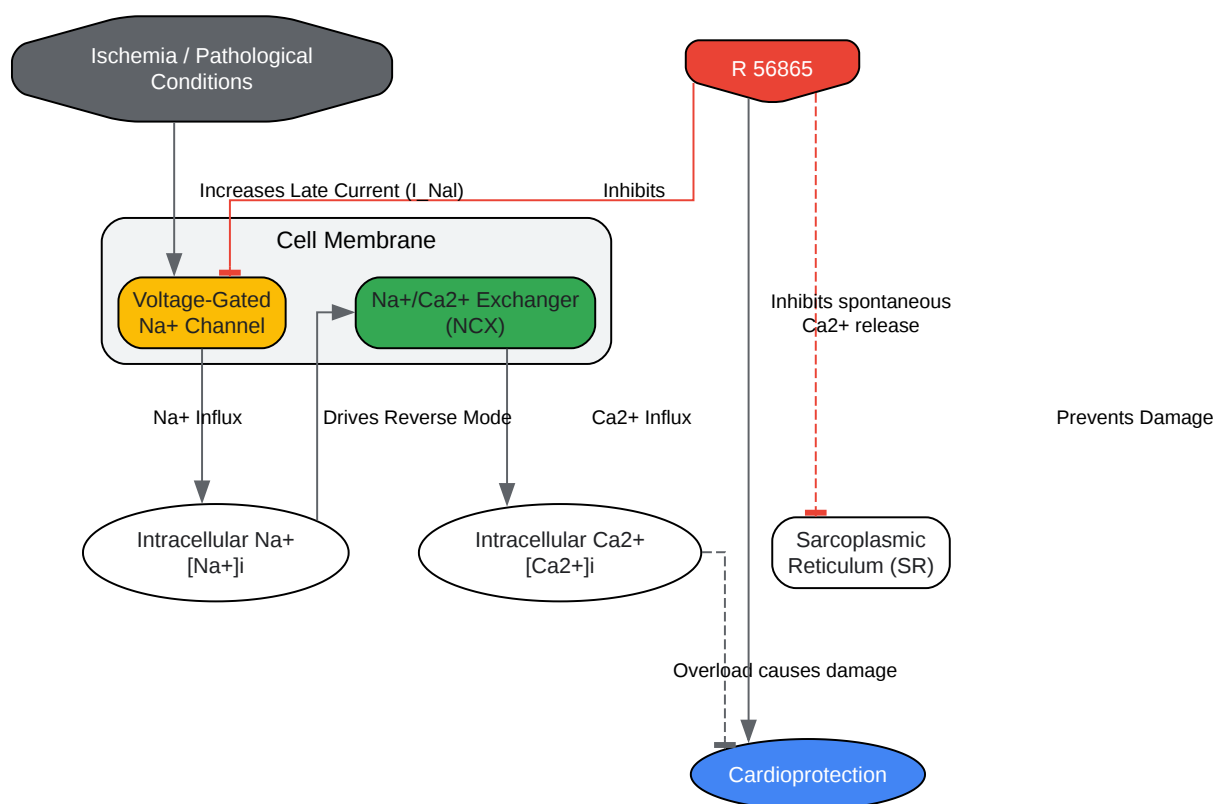 Ischemia / Pathological
Conditions
R 56865
Increases Late Current (I_Nal)
Inhibits
Cell Membrane
Voltage-Gated
Na+ Channel
Na+/Ca2+ Exchanger
(NCX)
Inhibits spontaneous
Ca2+ release
Na+ Influx
Drives Reverse Mode
Ca2+ Influx
Prevents Damage
Intracellular Na+
[Na+]i
Intracellular Ca2+
[Ca2+]i
Sarcoplasmic
Reticulum (SR)
Overload causes damage
Cardioprotection